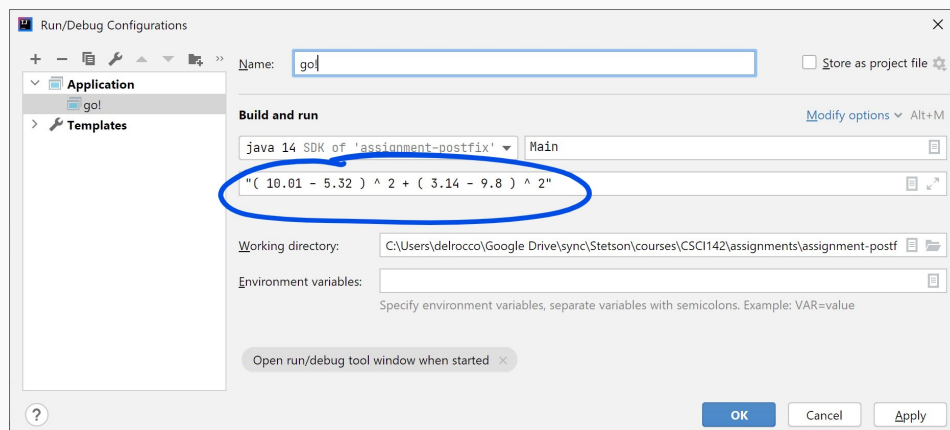 Run/Debug Configurations
Name: go!
Store as project file
Application
go!
Templates
Build and run
Modify options Alt+M
java 14 SDK of 'assignment-postfix' Main
"( 10.01 - 5.32 ) ^ 2 + ( 3.14 - 9.8 ) ^ 2"
Working directory: C:\Users\delrocco\Google Drive\sync\Stetson\courses\CSCI142\assignments\assignment-postf
Environment variables:
Specify environment variables, separate variables with semicolons. Example: VAR=value
Open run/debug tool window when started
? OK Cancel Apply